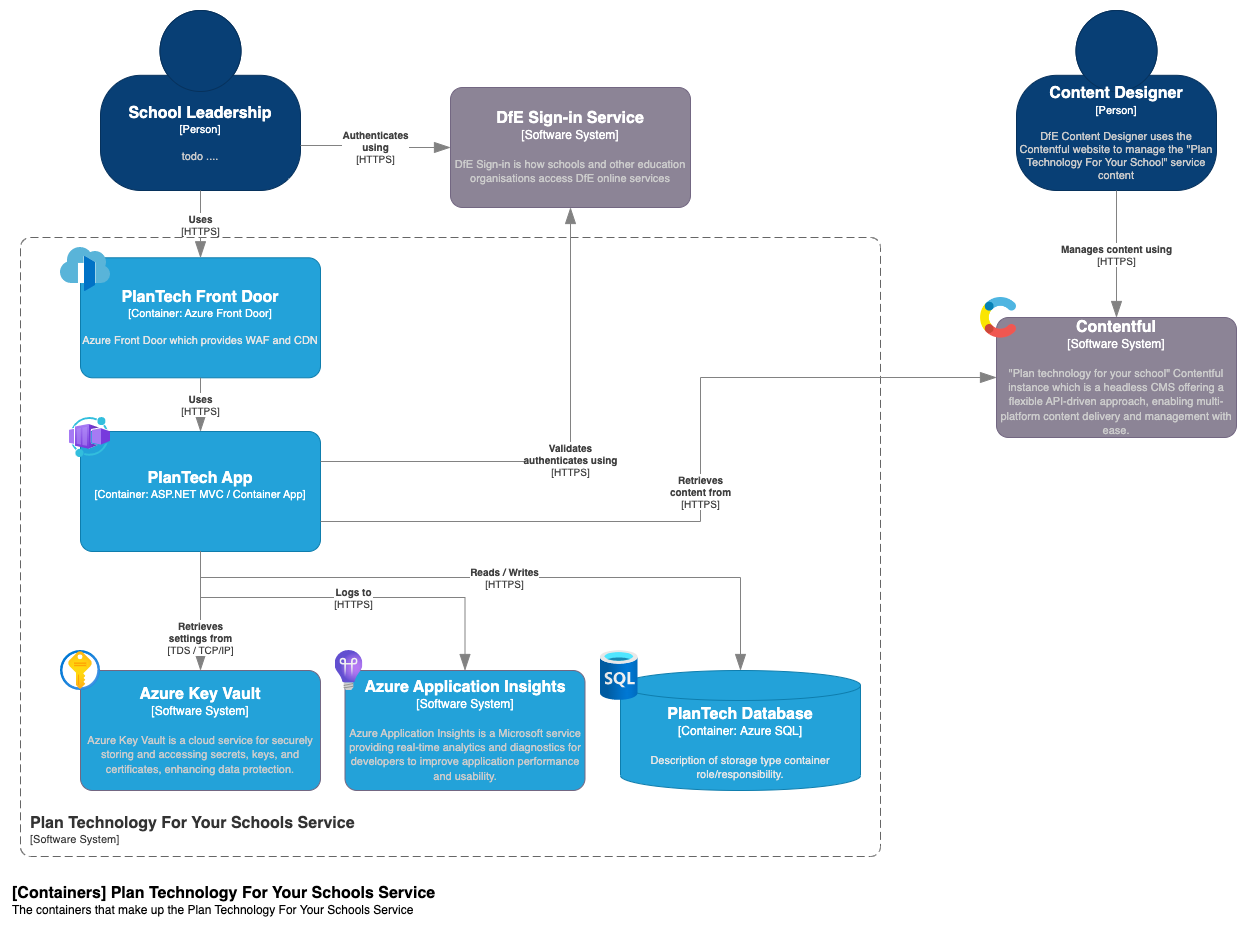 School Leadership
[Person]
todo ....
Authenticates
using
[HTTPS]
DfE Sign-in Service
[Software System]
DfE Sign-in is how schools and other education
organisations access DfE online services
Content Designer
[Person]
DfE Content Designer uses the
Contentful website to manage the "Plan
Technology For Your School" service
content
Uses
[HTTPS]
Manages content using
[HTTPS]
PlanTech Front Door
[Container: Azure Front Door]
Azure Front Door which provides WAF and CDN
Contentful
[Software System]
"Plan technology for your school" Contentful
instance which is a headless CMS offering a
flexible API-driven approach, enabling multi-
platform content delivery and management with
ease.
Uses
[HTTPS]
PlanTech App
[Container: ASP.NET MVC / Container App]
Validates
authenticates using
[HTTPS]
Retrieves
content from
[HTTPS]
Reads / Writes
[HTTPS]
Logs to
[HTTPS]
Retrieves
settings from
[TDS / TCP/IP]
Azure Key Vault
[Software System]
Azure Key Vault is a cloud service for securely
storing and accessing secrets, keys, and
certificates, enhancing data protection.
Azure Application Insights
[Software System]
Azure Application Insights is a Microsoft service
providing real-time analytics and diagnostics for
developers to improve application performance
and usability.
SQL
PlanTech Database
[Container: Azure SQL]
Description of storage type container
role/responsibility.
Plan Technology For Your Schools Service
[Software System]
[Containers] Plan Technology For Your Schools Service
The containers that make up the Plan Technology For Your Schools Service